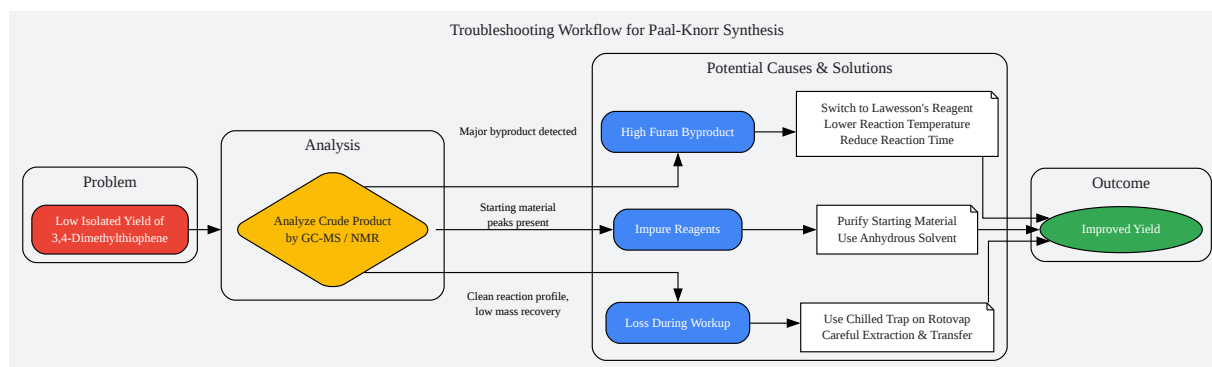 Troubleshooting Workflow for Paal-Knorr Synthesis
Problem
Low Isolated Yield of
3,4-Dimethylthiophene
Analysis
Analyze Crude Product
by GC-MS / NMR
Major byproduct detected
Starting material
peaks present
Clean reaction profile,
low mass recovery
Potential Causes & Solutions
High Furan Byproduct
Switch to Lawesson's Reagent
Lower Reaction Temperature
Reduce Reaction Time
Impure Reagents
Purify Starting Material
Use Anhydrous Solvent
Loss During Workup
Use Chilled Trap on Rotovap
Careful Extraction & Transfer
Outcome
Improved Yield